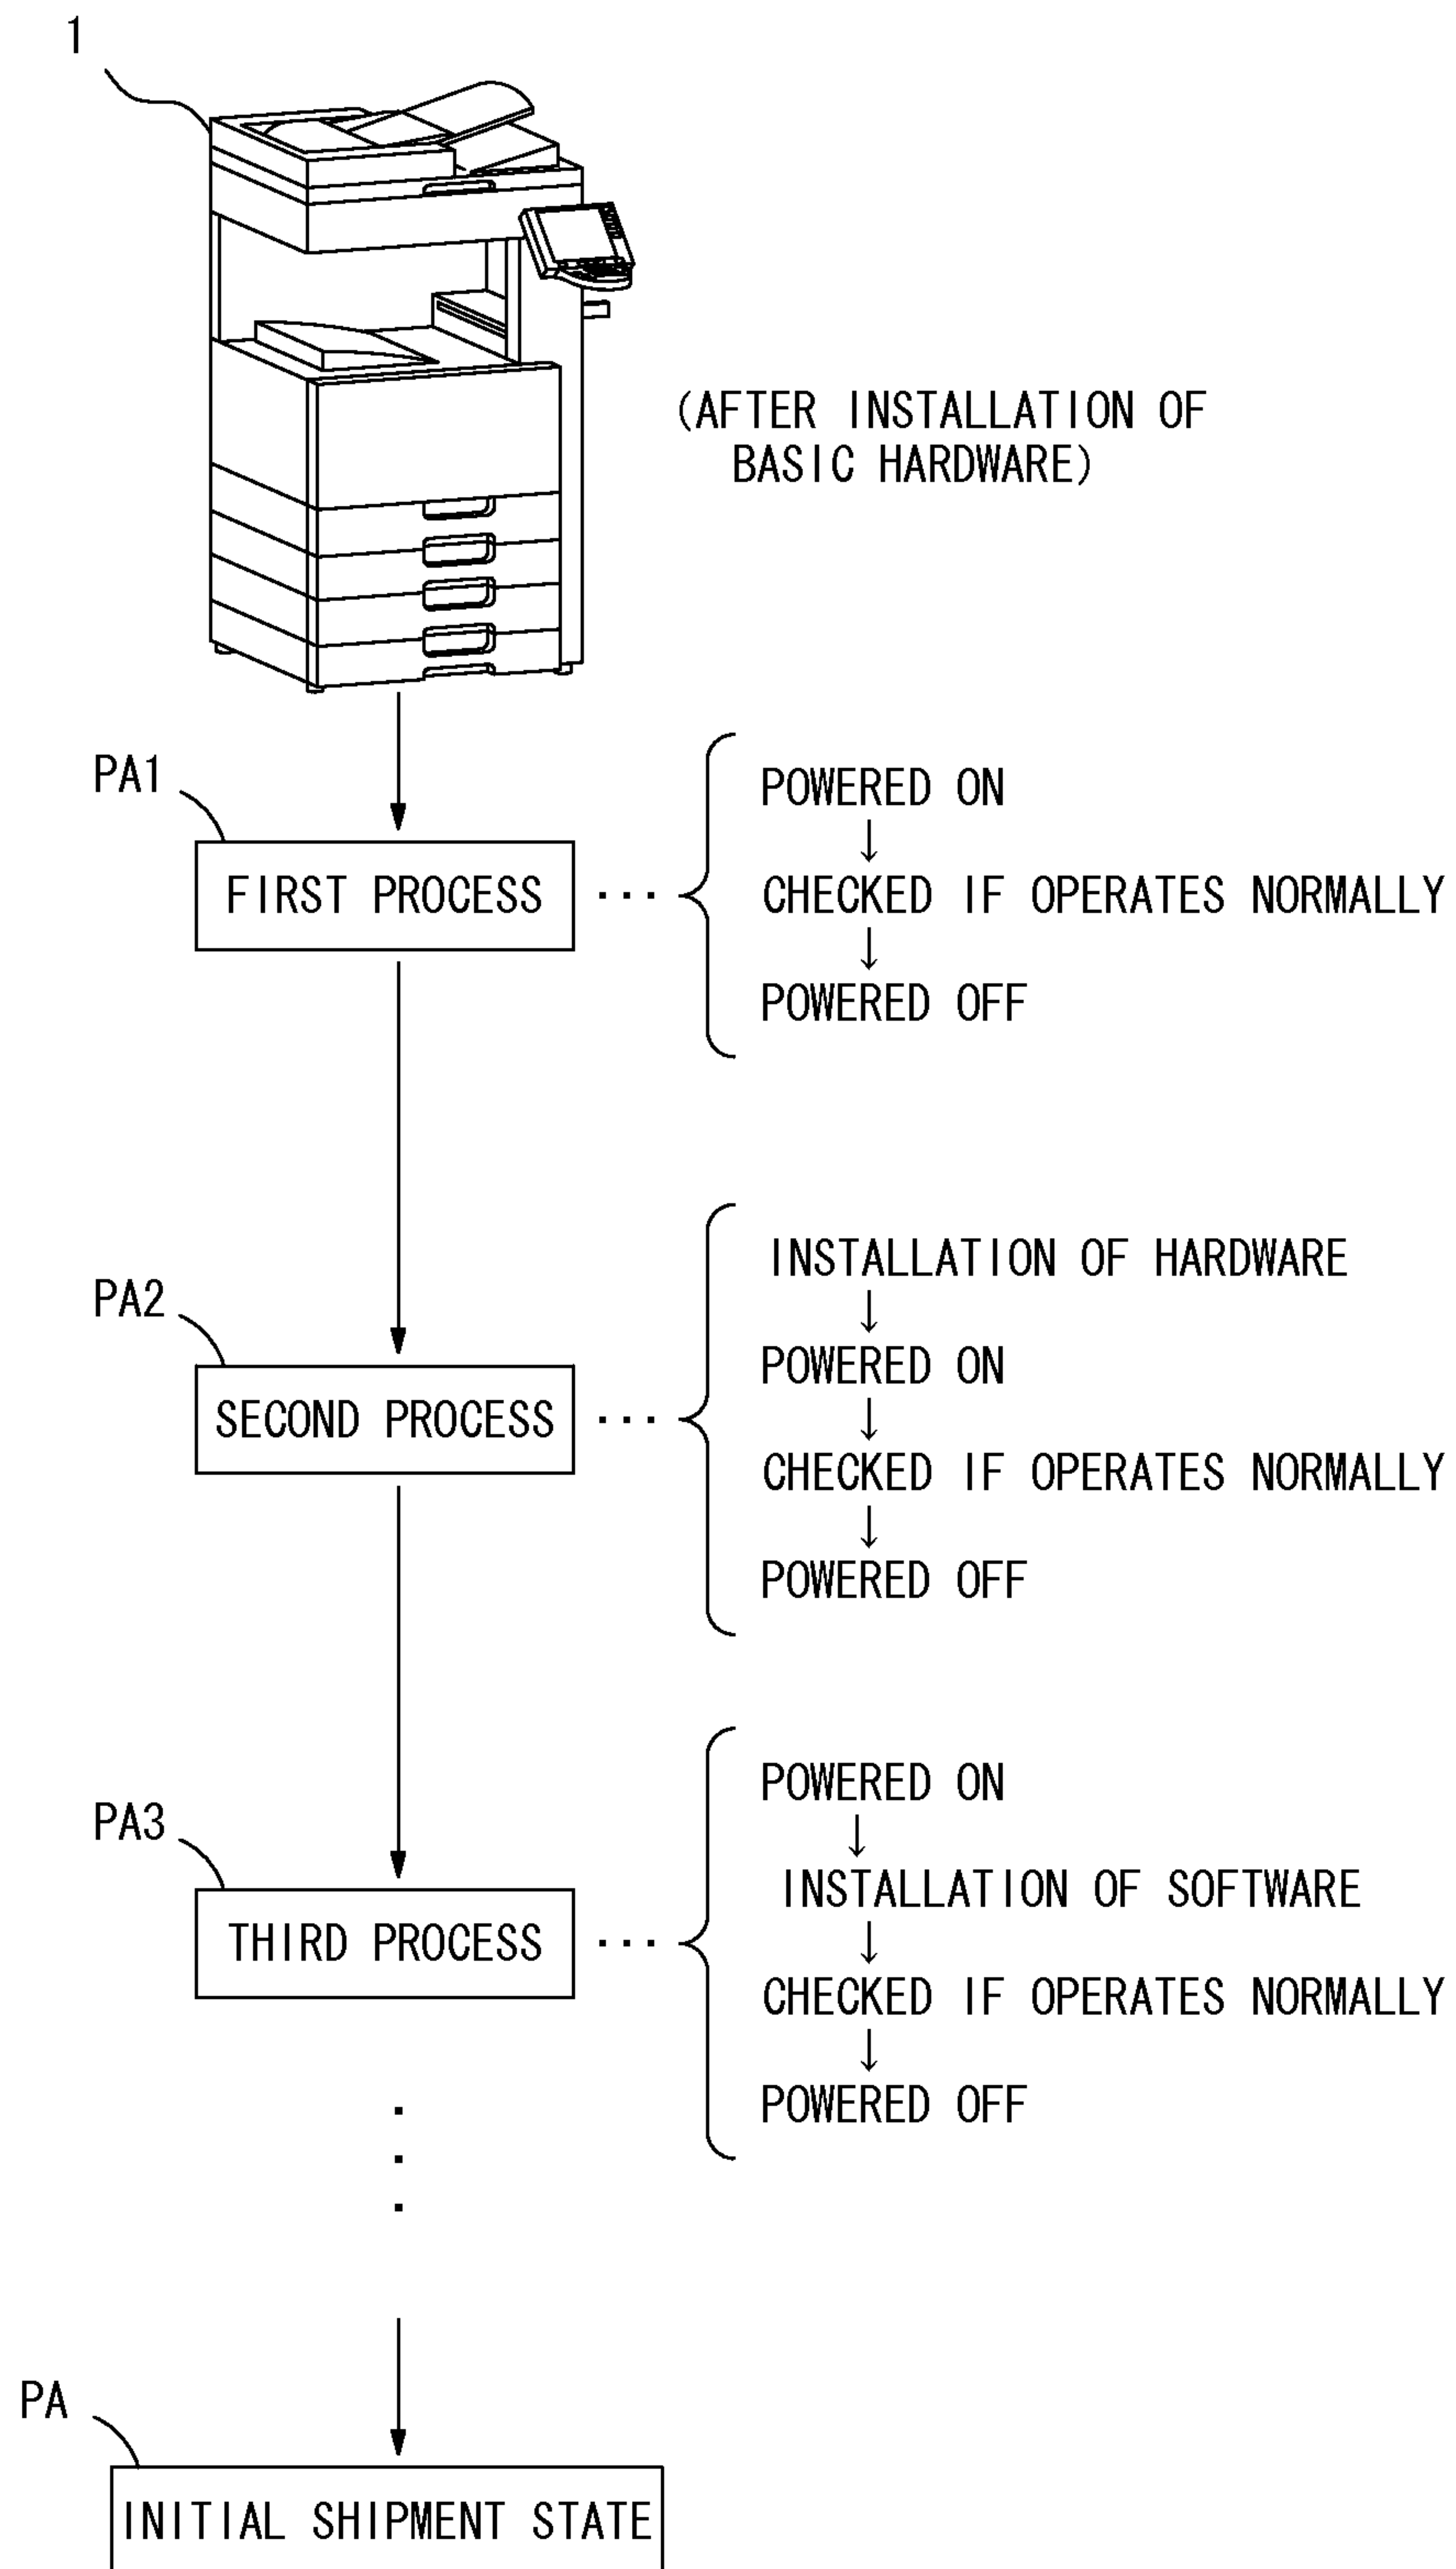 1
(AFTER INSTALLATION OF
BASIC HARDWARE)
PA1
FIRST PROCESS
...
POWERED ON
↓
CHECKED IF OPERATES NORMALLY
↓
POWERED OFF
PA2
SECOND PROCESS
...
INSTALLATION OF HARDWARE
↓
POWERED ON
↓
CHECKED IF OPERATES NORMALLY
↓
POWERED OFF
PA3
THIRD PROCESS
...
POWERED ON
↓
INSTALLATION OF SOFTWARE
↓
CHECKED IF OPERATES NORMALLY
↓
POWERED OFF
PA
INITIAL SHIPMENT STATE